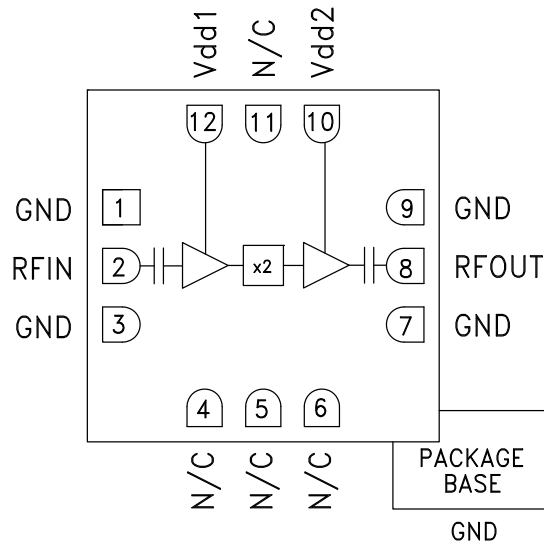 Vdd1
N/C
Vdd2
12
11
10
GND
1
9
GND
RFIN
2
x2
8
RFOUT
GND
3
7
GND
4
5
6
N/C
N/C
N/C
PACKAGE
BASE
GND